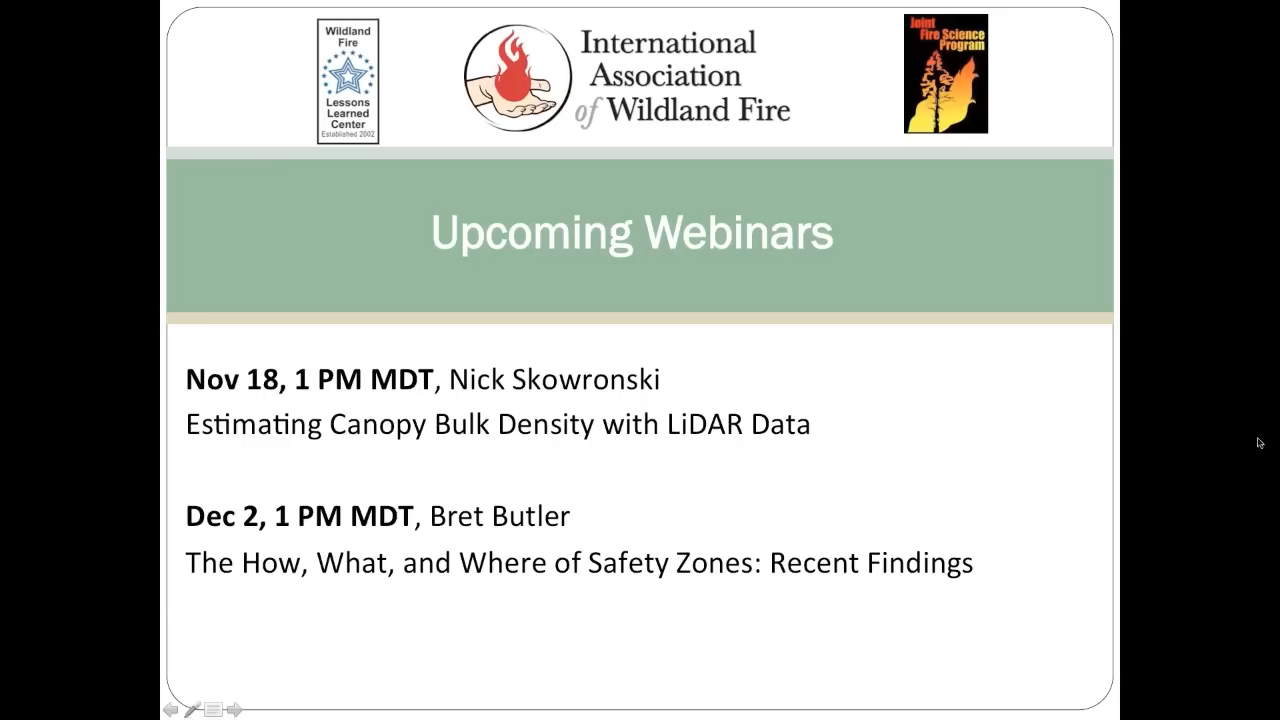 Wildland
Fire
Lessons
Learned
Center
Established 2002
International
Association
of Wildland Fire
Joint
Fire Science
Program
Upcoming Webinars
Nov 18, 1 PM MDT, Nick Skowronski
Estimating Canopy Bulk Density with LiDAR Data
Dec 2, 1 PM MDT, Bret Butler
The How, What, and Where of Safety Zones: Recent Findings